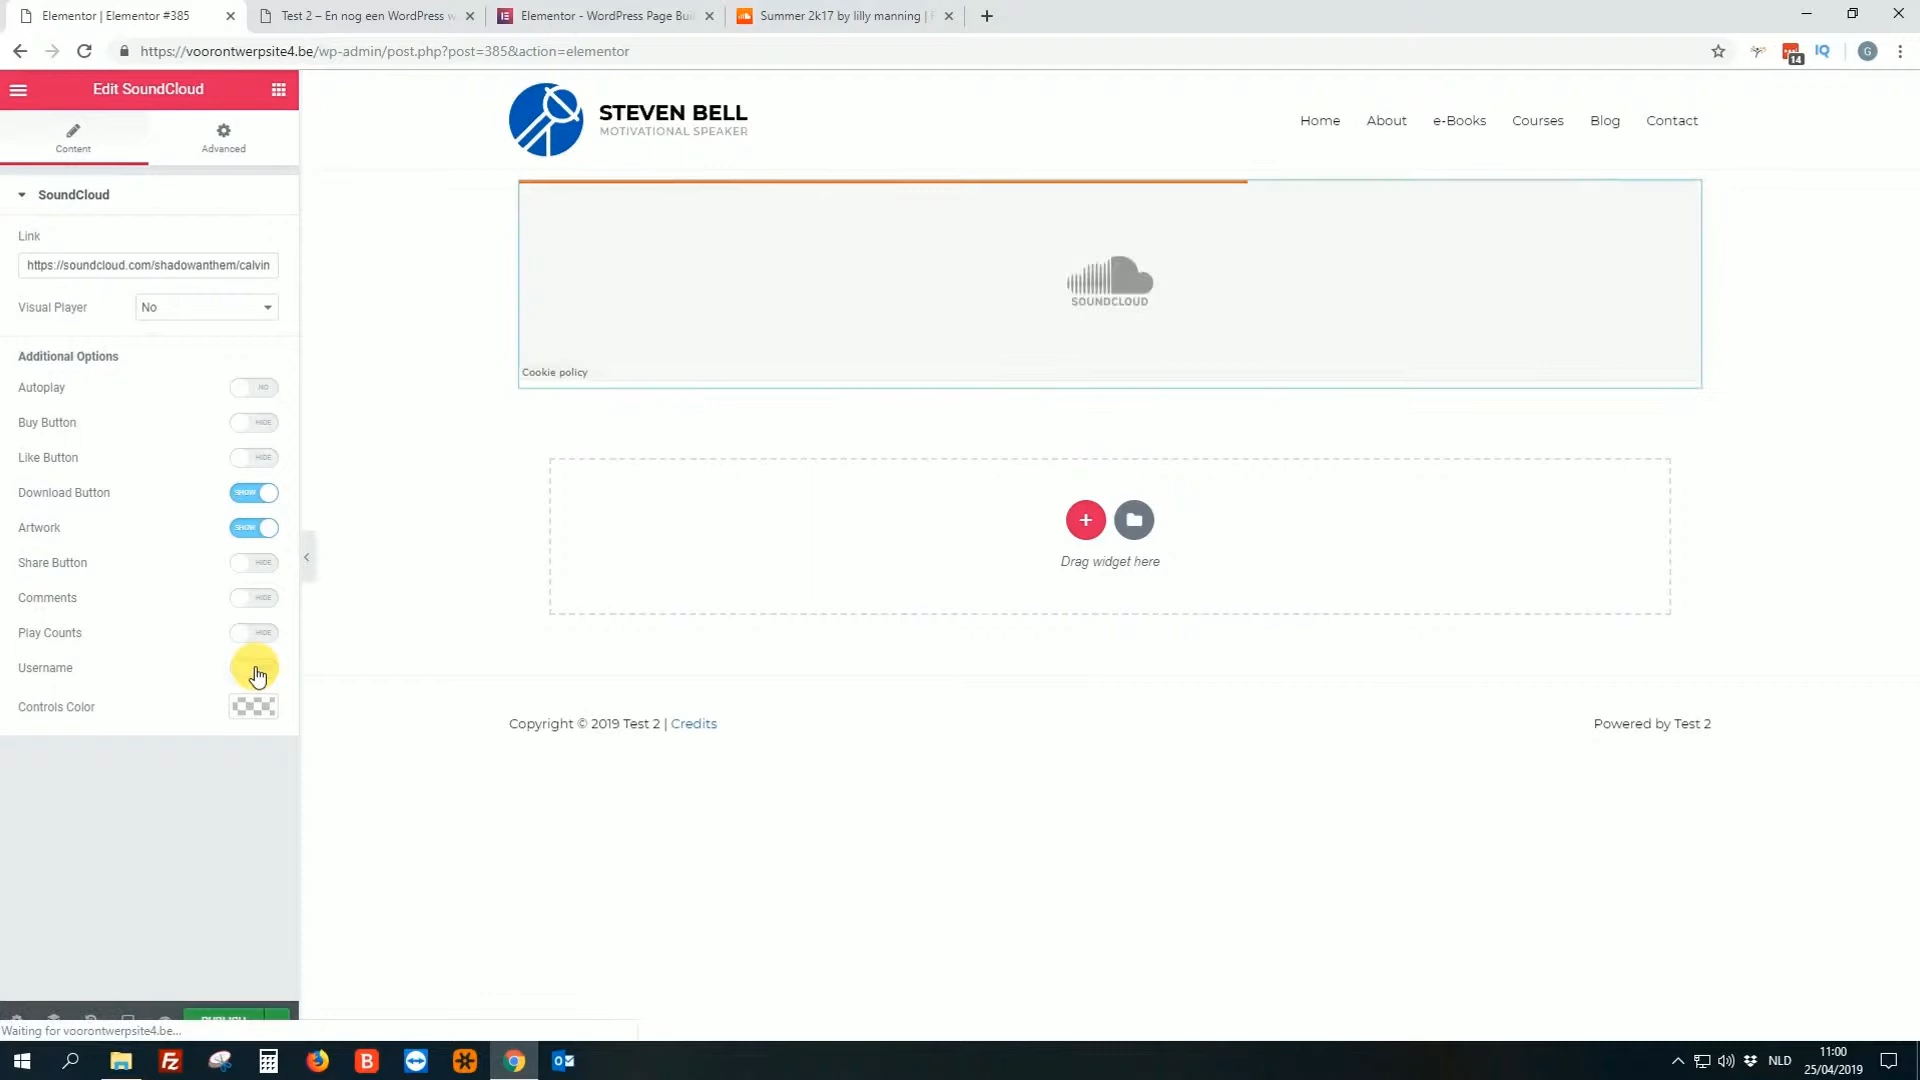 Elementor | Elementor #385
Test 2 – En nog een WordPress w
Elementor - WordPress Page Bui
Summer 2k17 by lilly manning |
https://voorontwerpsite4.be/wp-admin/post.php?post=385&action=elementor
14
IQ
G
Edit SoundCloud
Content
Advanced
STEVEN BELL
MOTIVATIONAL SPEAKER
Home
About
e-Books
Courses
Blog
Contact
SoundCloud
Link
https://soundcloud.com/shadowanthem/calvin
Visual Player
No
Additional Options
Autoplay
NO
Buy Button
HIDE
Like Button
HIDE
Download Button
SHOW
Artwork
SHOW
Share Button
HIDE
Comments
HIDE
Play Counts
HIDE
Username
Controls Color
SOUNDCLOUD
Cookie policy
Drag widget here
Copyright © 2019 Test 2 | Credits
Powered by Test 2
PUBLISH
Waiting for voorontwerpsite4.be...
NLD
11:00
25/04/2019